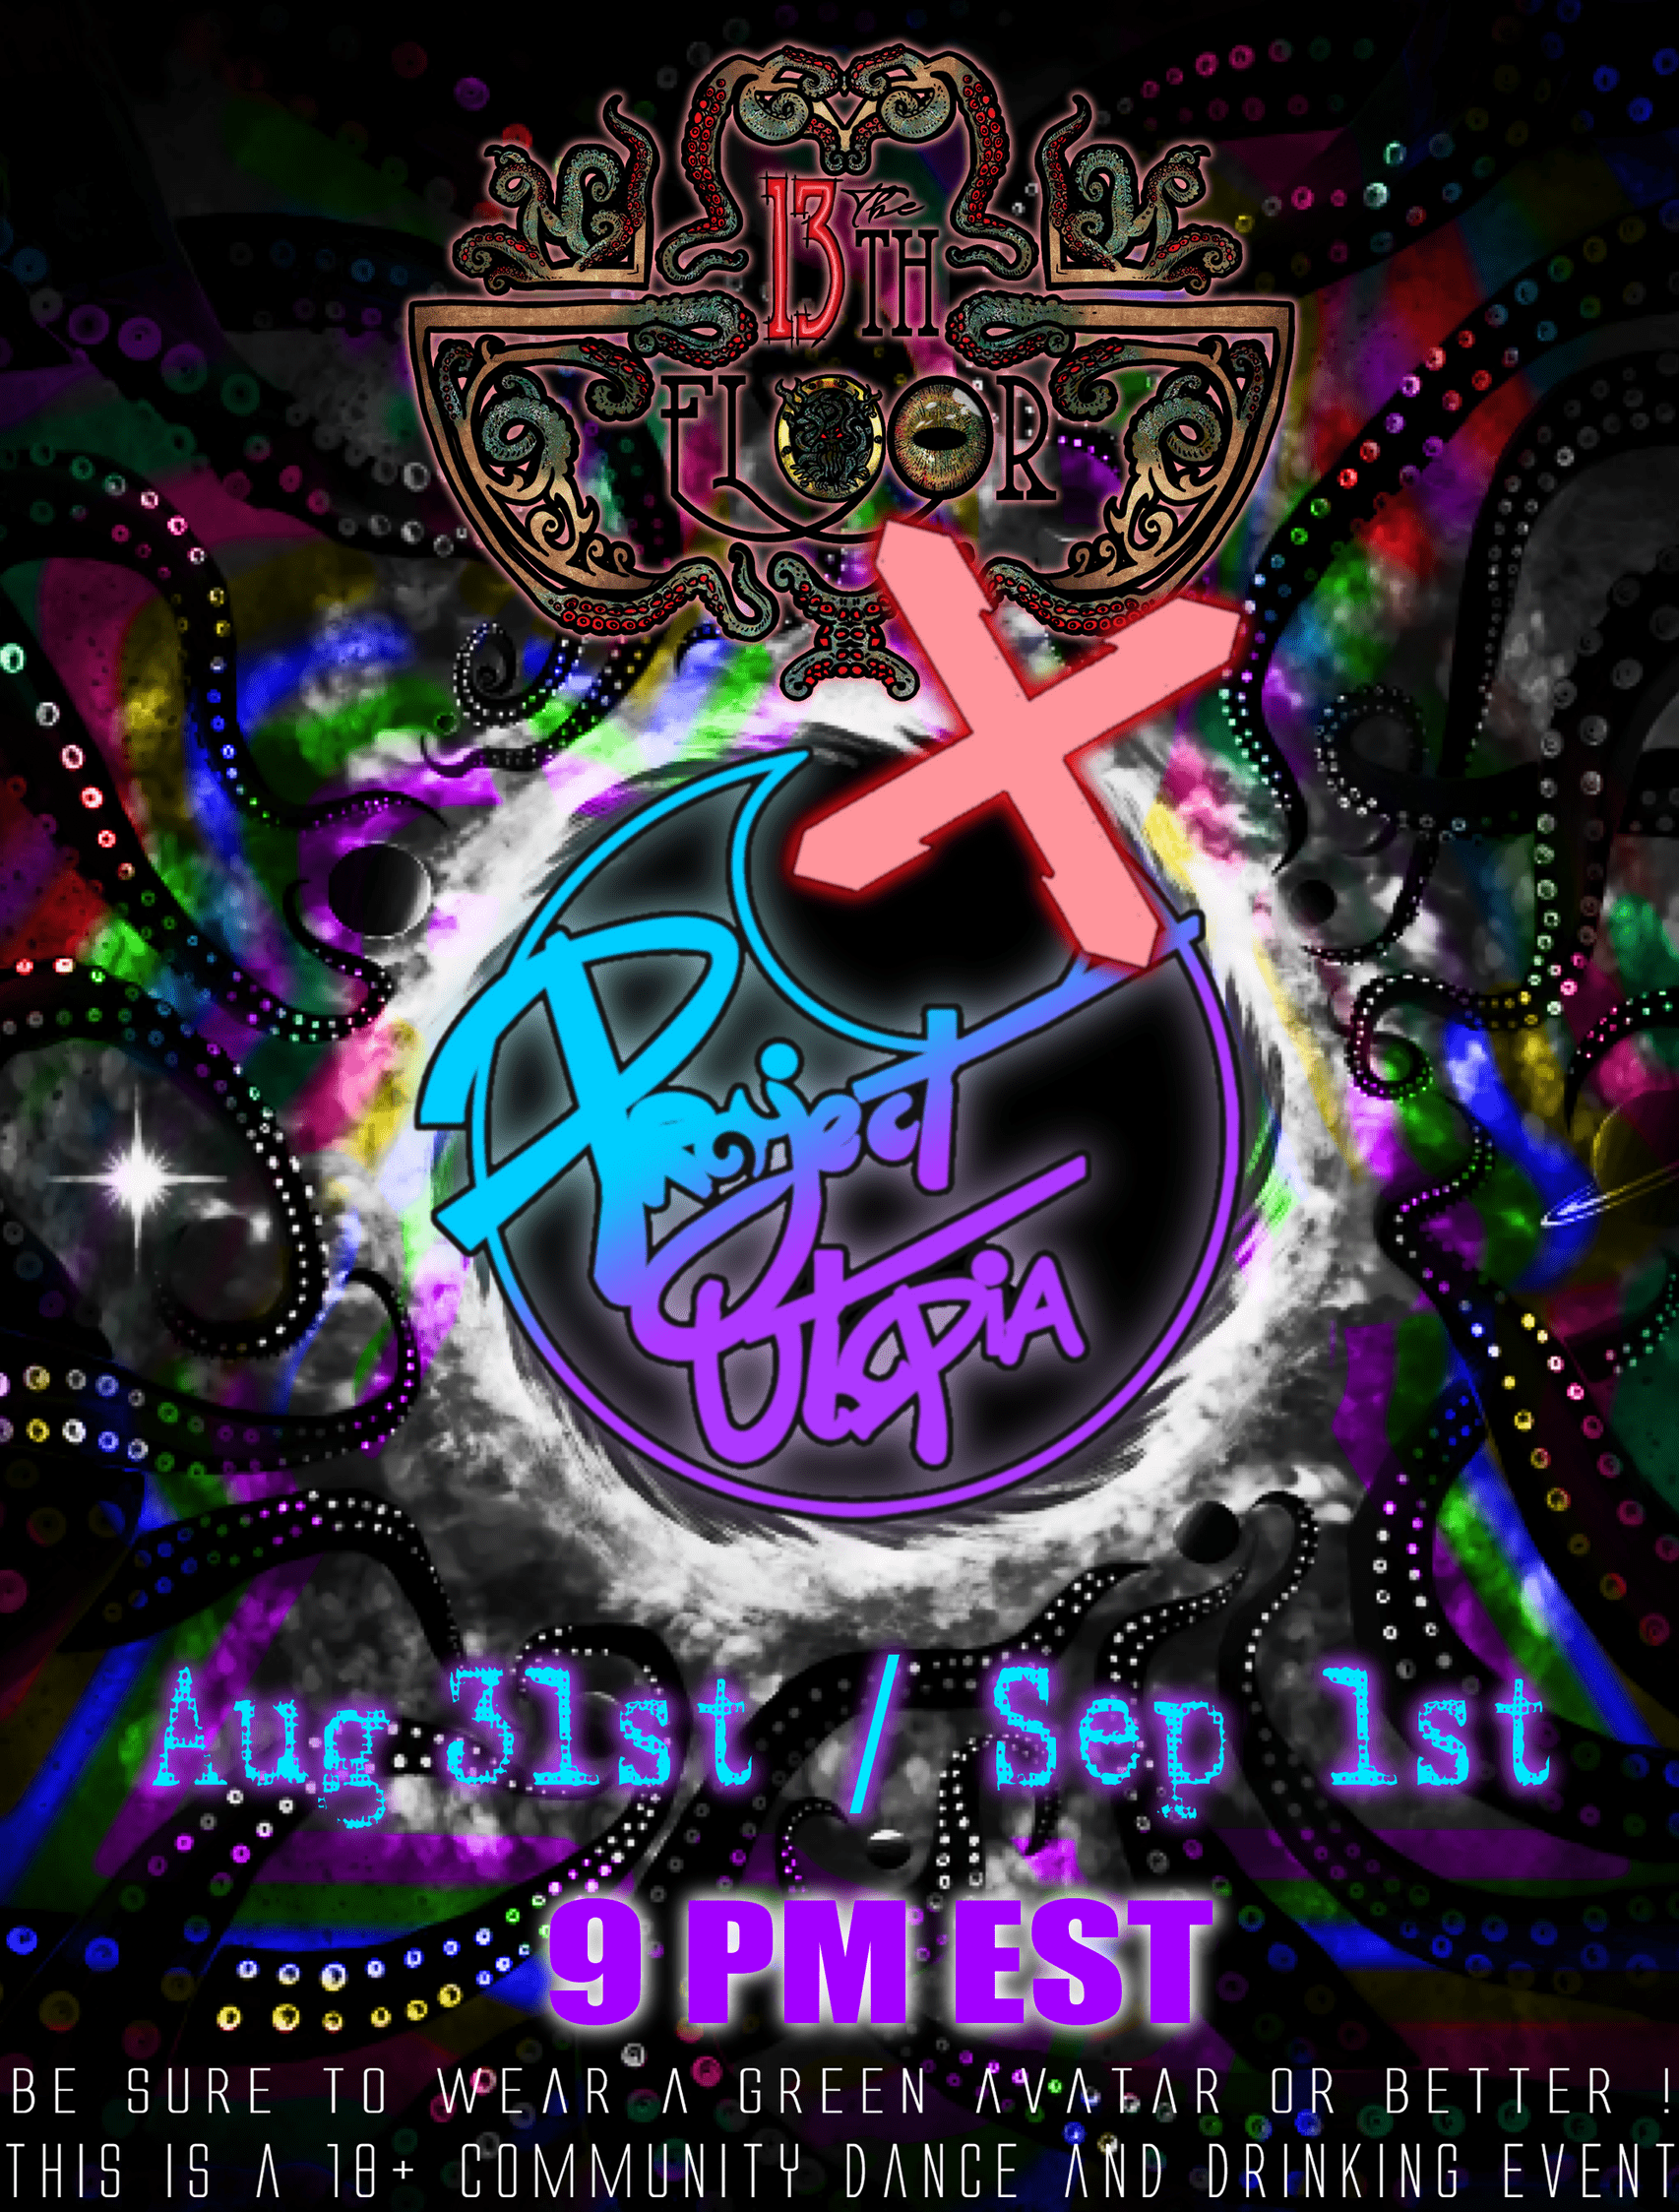 The
13TH
FLOOR
X
Project
Utopia
Aug 31st / Sep 1st
9 PM EST
BE SURE TO WEAR A GREEN AVATAR OR BETTER !
THIS IS A 18+ COMMUNITY DANCE AND DRINKING EVENT